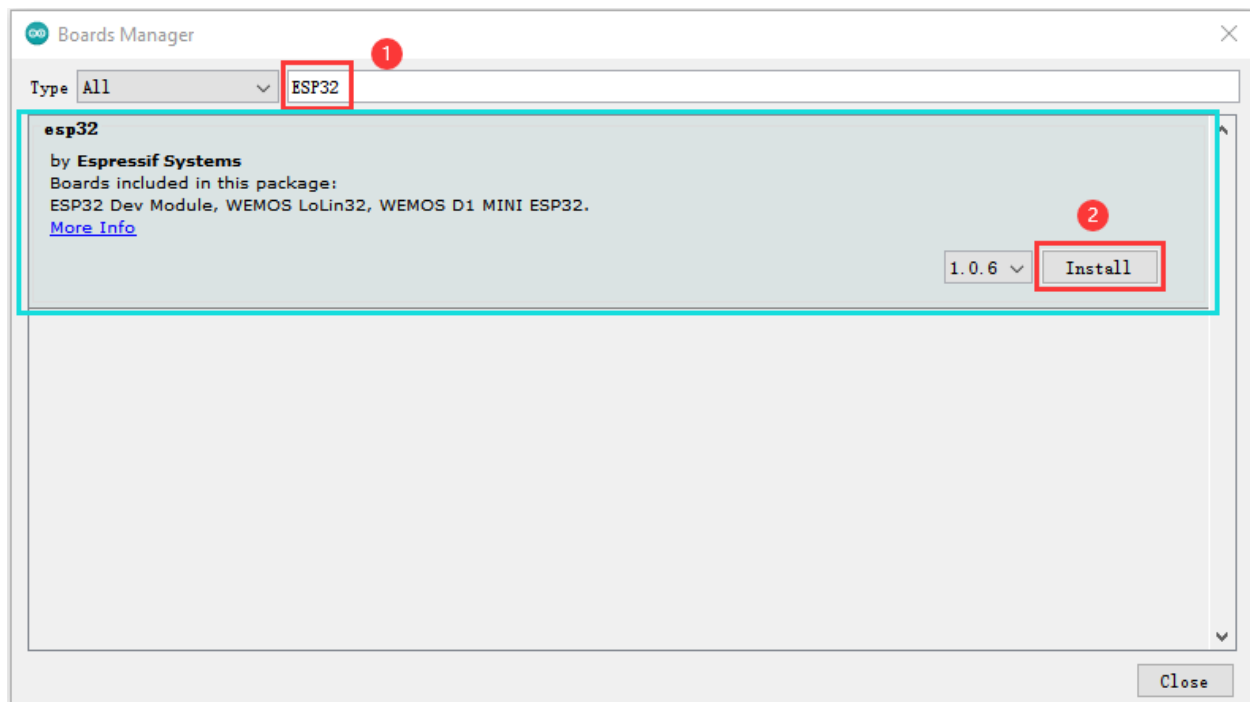 Boards Manager
1
Type All ESP32
esp32
by Espressif Systems
Boards included in this package:
ESP32 Dev Module, WEMOS LoLin32, WEMOS D1 MINI ESP32.
More Info
2
1.0.6 Install
Close